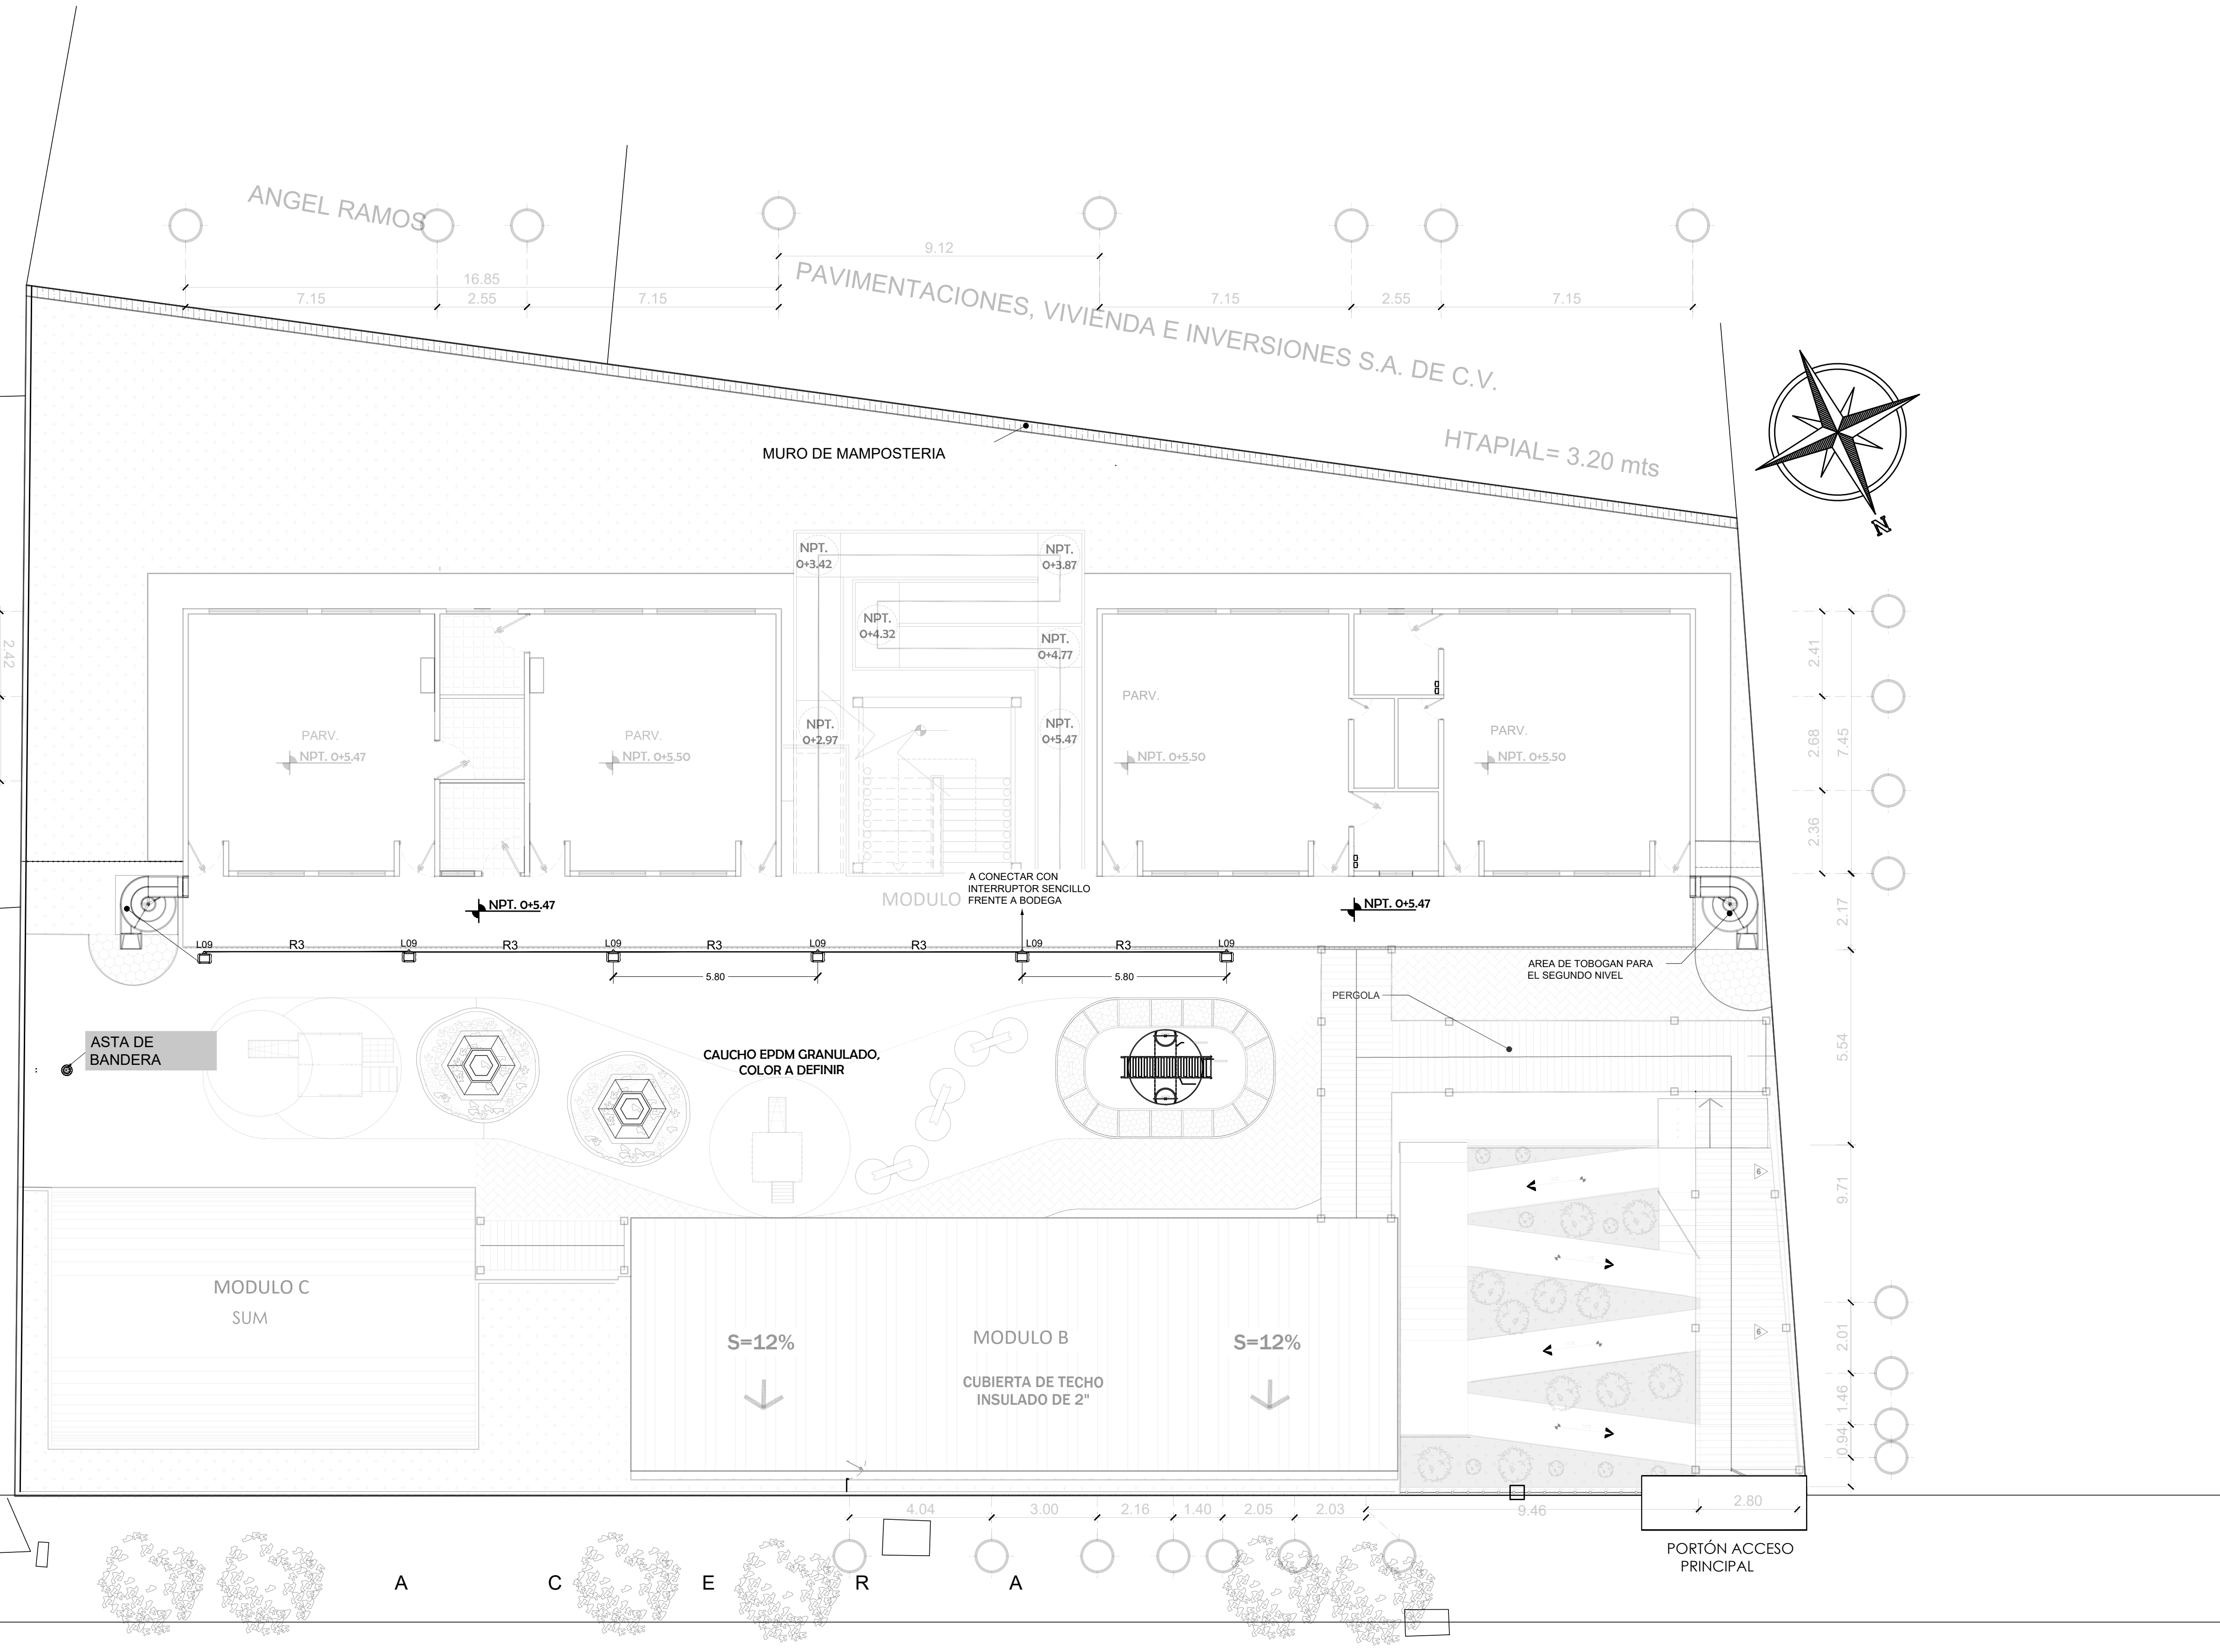 ANGEL RAMOS
9.12
16.85
7.15
2.55
7.15
7.15
2.55
7.15
PAVIMENTACIONES, VIVIENDA E INVERSIONES S.A. DE C.V.
HTAPIAL= 3.20 mts
MURO DE MAMPOSTERIA
N
NPT.
0+3.42
NPT.
0+3.87
NPT.
0+4.32
NPT.
0+4.77
NPT.
0+2.97
NPT.
0+5.47
2.42
2.41
2.68
7.45
2.36
2.17
PARV.
NPT. 0+5.47
PARV.
NPT. 0+5.50
PARV.
NPT. 0+5.50
PARV.
NPT. 0+5.50
A CONECTAR CON
INTERRUPTOR SENCILLO
FRENTE A BODEGA
MODULO
NPT. 0+5.47
NPT. 0+5.47
L09
R3
L09
R3
L09
R3
L09
R3
L09
R3
L09
5.80
5.80
AREA DE TOBOGAN PARA
EL SEGUNDO NIVEL
PERGOLA
ASTA DE
BANDERA
CAUCHO EPDM GRANULADO,
COLOR A DEFINIR
5.54
9.71
6
6
MODULO C
SUM
S=12%
MODULO B
S=12%
CUBIERTA DE TECHO
INSULADO DE 2"
2.01
1.46
0.94
4.04
3.00
2.16
1.40
2.05
2.03
9.46
2.80
PORTÓN ACCESO
PRINCIPAL
A C E R A